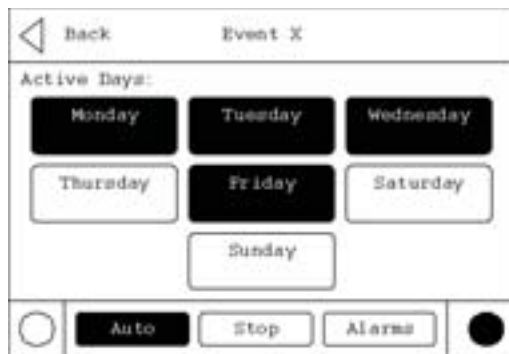 Back Event X
Active Days:
Monday Tuesday Wednesday
Thursday Friday Saturday
Sunday
Auto Stop Alarms